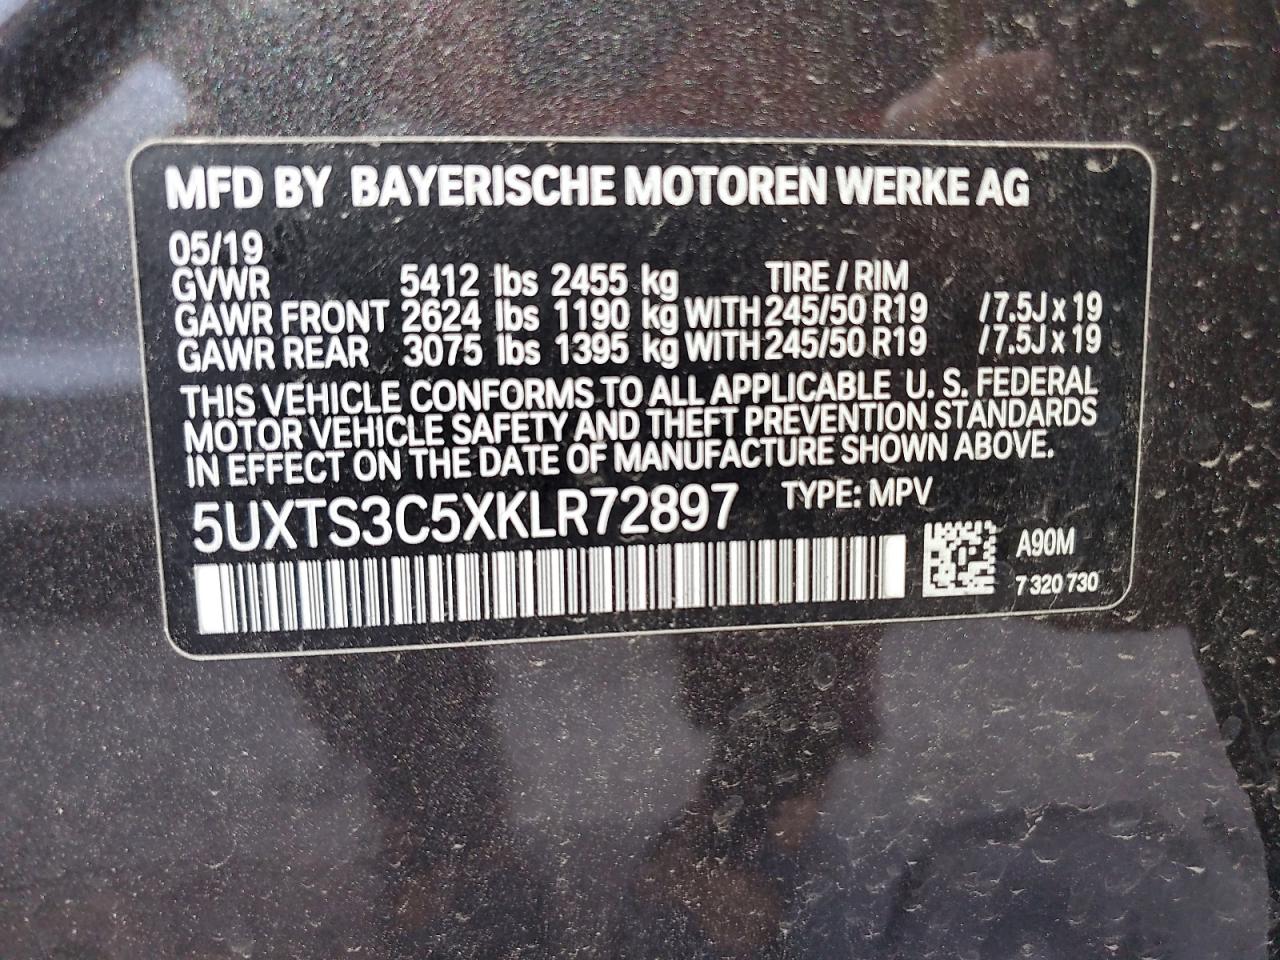 MFD BY BAYERISCHE MOTOREN WERKE AG
05/19
GVWR 5412 lbs 2455 kg TIRE / RIM
GAWR FRONT 2624 lbs 1190 kg WITH 245/50 R19 /7.5J x 19
GAWR REAR 3075 lbs 1395 kg WITH 245/50 R19 /7.5J x 19
THIS VEHICLE CONFORMS TO ALL APPLICABLE U. S. FEDERAL
MOTOR VEHICLE SAFETY AND THEFT PREVENTION STANDARDS
IN EFFECT ON THE DATE OF MANUFACTURE SHOWN ABOVE.
5UXTS3C5XKLR72897 TYPE: MPV
A90M
7 320 730